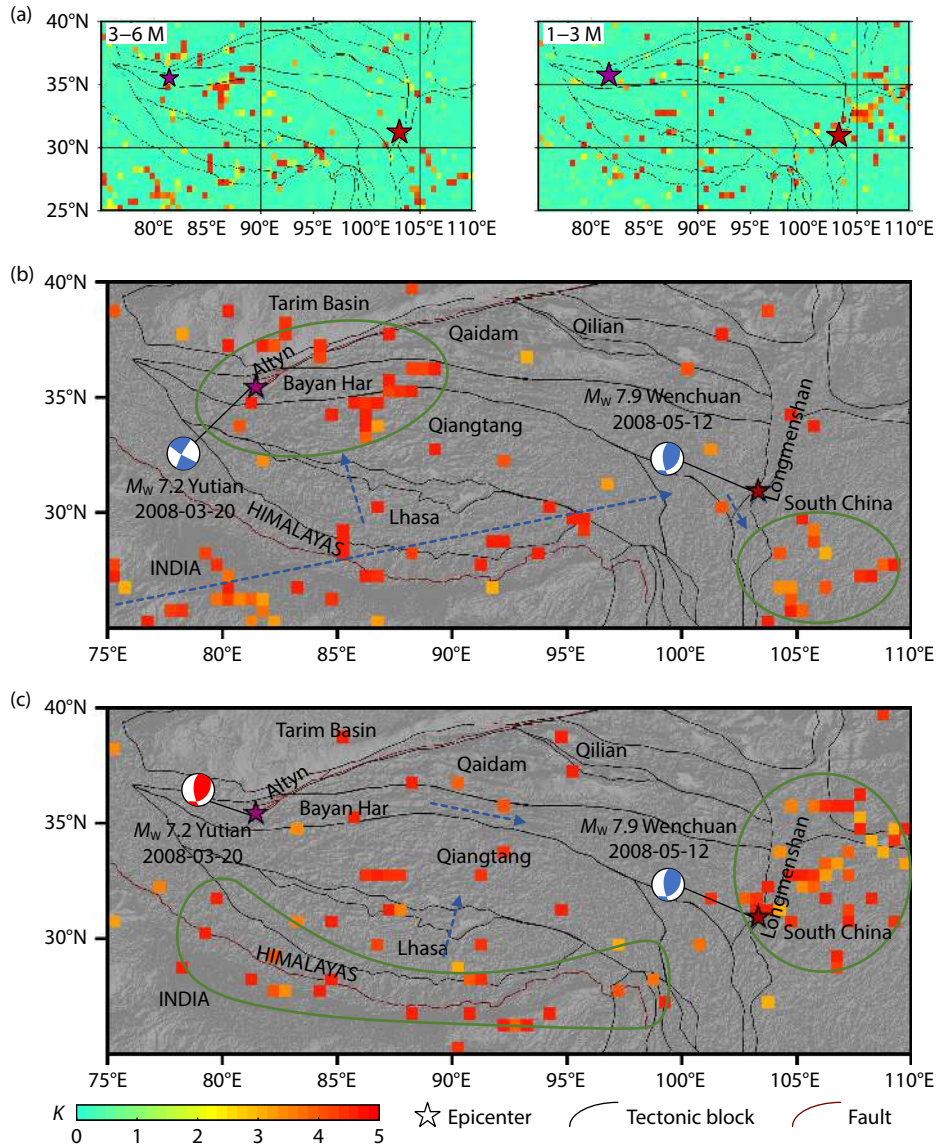 (a)
40°N
35°N
30°N
25°N
3−6 M
1−3 M
80°E
85°E
90°E
95°E
100°E
105°E
110°E
80°E
85°E
90°E
95°E
100°E
105°E
110°E
(b)
40°N
35°N
30°N
Tarim Basin
Qaidam
Qilian
Altyn
Bayan Har
Mw 7.9 Wenchuan
2008-05-12
Longmenshan
Qiangtang
Mw 7.2 Yutian
2008-03-20
HIMALAYAS
Lhasa
South China
INDIA
75°E
80°E
85°E
90°E
95°E
100°E
105°E
110°E
(c)
40°N
35°N
30°N
Tarim Basin
Qaidam
Qilian
Altyn
Bayan Har
Mw 7.2 Yutian
2008-03-20
Mw 7.9 Wenchuan
2008-05-12
Longmenshan
Qiangtang
South China
Lhasa
HIMALAYAS
INDIA
75°E
80°E
85°E
90°E
95°E
100°E
105°E
110°E
K
0
1
2
3
4
5
Epicenter
Tectonic block
Fault